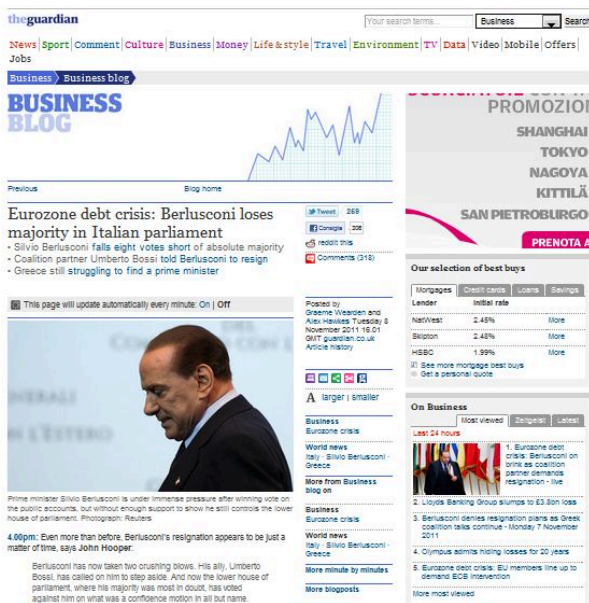 theguardian
Your search terms...
Business
Search
News | Sport | Comment | Culture | Business | Money | Life & style | Travel | Environment | TV | Data | Video | Mobile | Offers |
Jobs
Business
Business blog
BUSINESS
BLOG
Previous
Blog home
Eurozone debt crisis: Berlusconi loses
majority in Italian parliament
- Silvio Berlusconi falls eight votes short of absolute majority
- Coalition partner Umberto Bossi told Berlusconi to resign
- Greece still struggling to find a prime minister
This page will update automatically every minute: On | Off
Prime minister Silvio Berlusconi is under immense pressure after winning vote on
the public accounts, but without enough support to show he still controls the lower
house of parliament. Photograph: Reuters
4.00pm: Even more than before, Berlusconi's resignation appears to be just a
matter of time, says John Hooper:
Berlusconi has now taken two crushing blows. His ally, Umberto
Bossi, has called on him to step aside. And now the lower house of
parliament, where his majority was most in doubt, has voted
against him on what was a confidence motion in all but name.
Tweet 259
Consiglia
reddit this
Comments (318)
Posted by
Graeme Wearden and
Alex Hawkes Tuesday 8
November 2011 16.01
GMT guardian.co.uk
Article history
A larger | smaller
Business
Eurozone crisis
World news
Italy · Silvio Berlusconi ·
Greece
More from Business
blog on
Business
Eurozone crisis
World news
Italy · Silvio Berlusconi ·
Greece
More minute by minutes
More blogposts
PROMOZIO
SHANGHAI
TOKYO
NAGOYA
KITTILÄ
SAN PIETROBURGO
PRENOTA A
Our selection of best buys
Mortgages
Credit cards
Loans
Savings
Lender Initial rate
NatWest 2.45% More
Skipton 2.48% More
HSBC 1.99% More
See more mortgage best buys
Get a personal quote
On Business
Most viewed
Zeitgeist
Latest
Last 24 hours
1. Eurozone debt
crisis: Berlusconi on
brink as coalition
partner demands
resignation - live
2. Lloyds Banking Group slumps to £3.8bn loss
3. Berlusconi denies resignation plans as Greek
coalition talks continue - Monday 7 November
2011
4. Olympus admits hiding losses for 20 years
5. Eurozone debt crisis: EU members line up to
demand ECB intervention
More most viewed